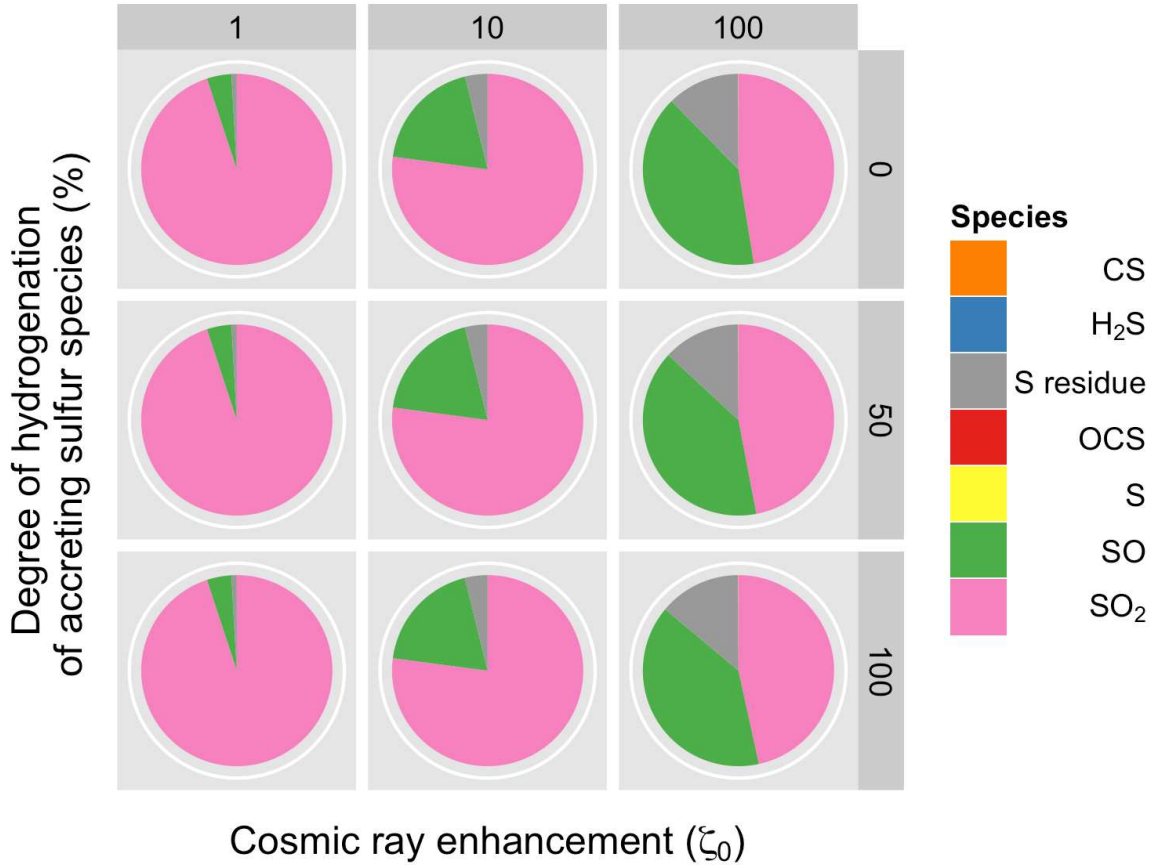 1
10
100
0
50
100
Degree of hydrogenation
of accreting sulfur species (%)
Cosmic ray enhancement (ζ₀)
Species
CS
H₂S
S residue
OCS
S
SO
SO₂